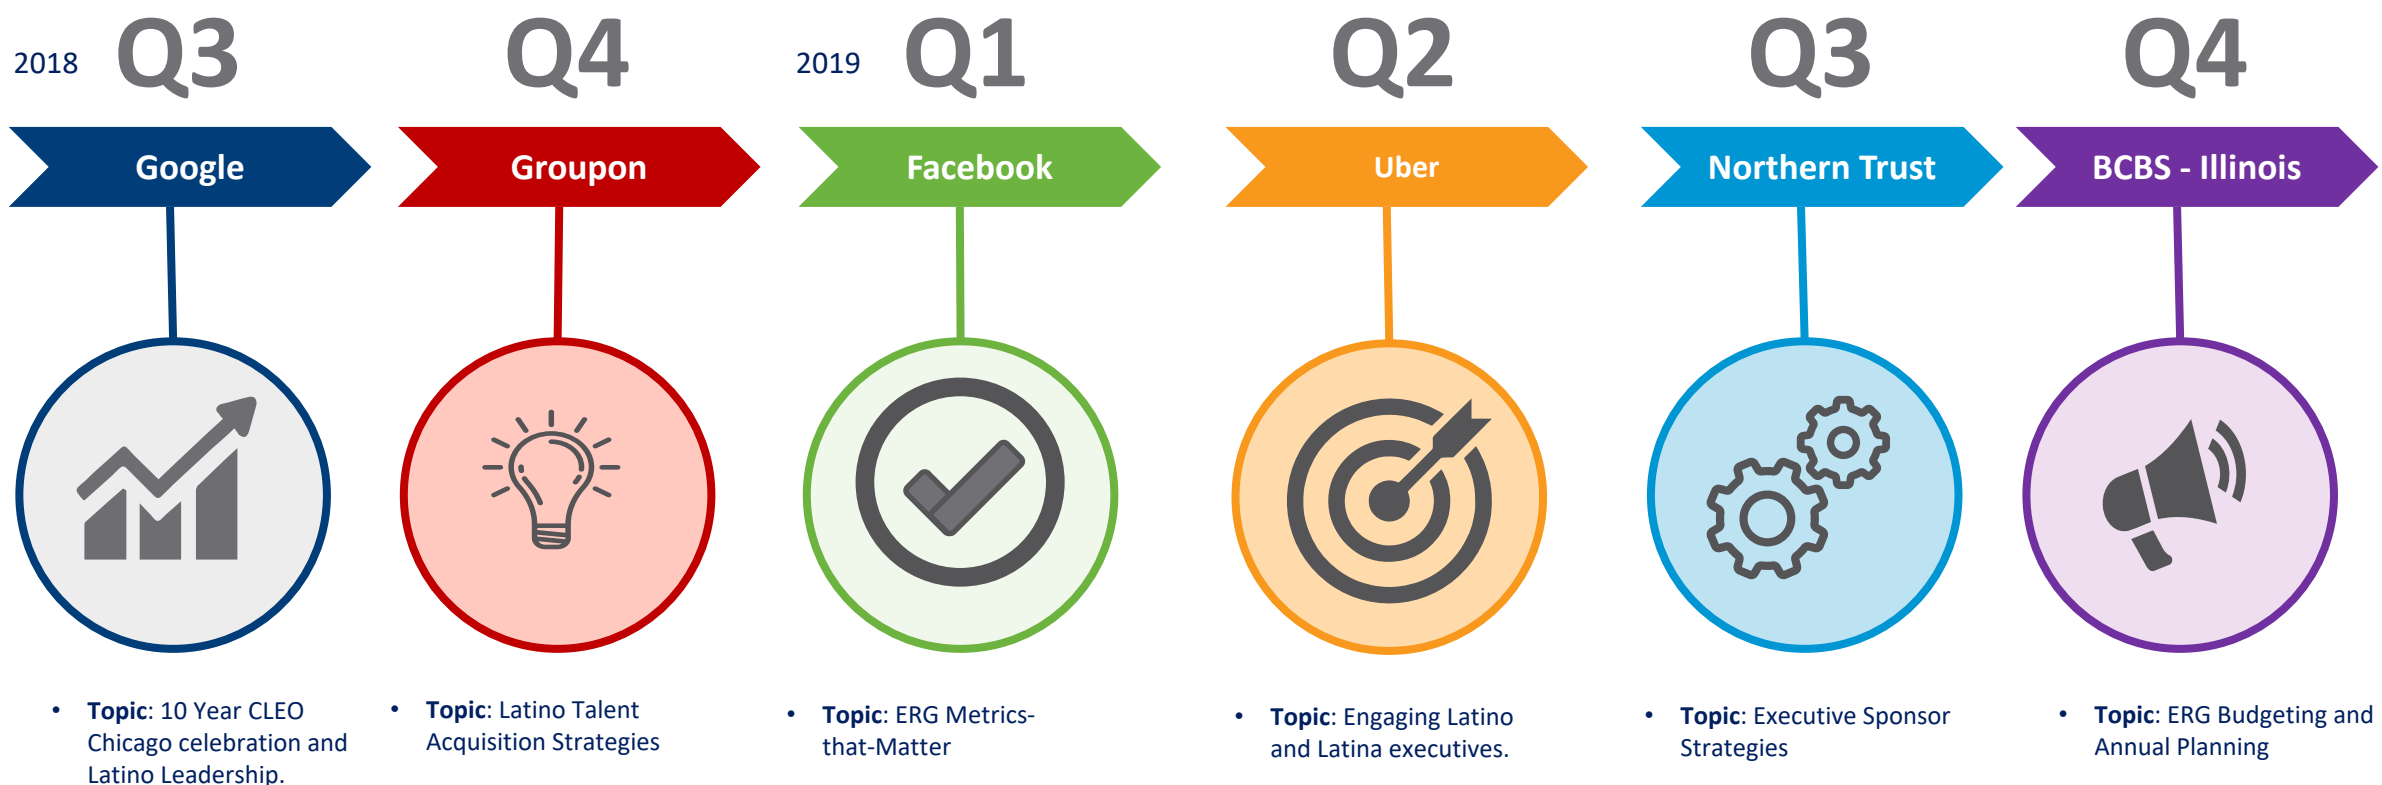 2018 Q3 Q4 2019 Q1 Q2 Q3 Q4
Google
Groupon
Facebook
Uber
Northern Trust
BCBS - Illinois
• Topic: 10 Year CLEO
Chicago celebration and
Latino Leadership.
• Topic: Latino Talent
Acquisition Strategies
• Topic: ERG Metrics-
that-Matter
• Topic: Engaging Latino
and Latina executives.
• Topic: Executive Sponsor
Strategies
• Topic: ERG Budgeting and
Annual Planning